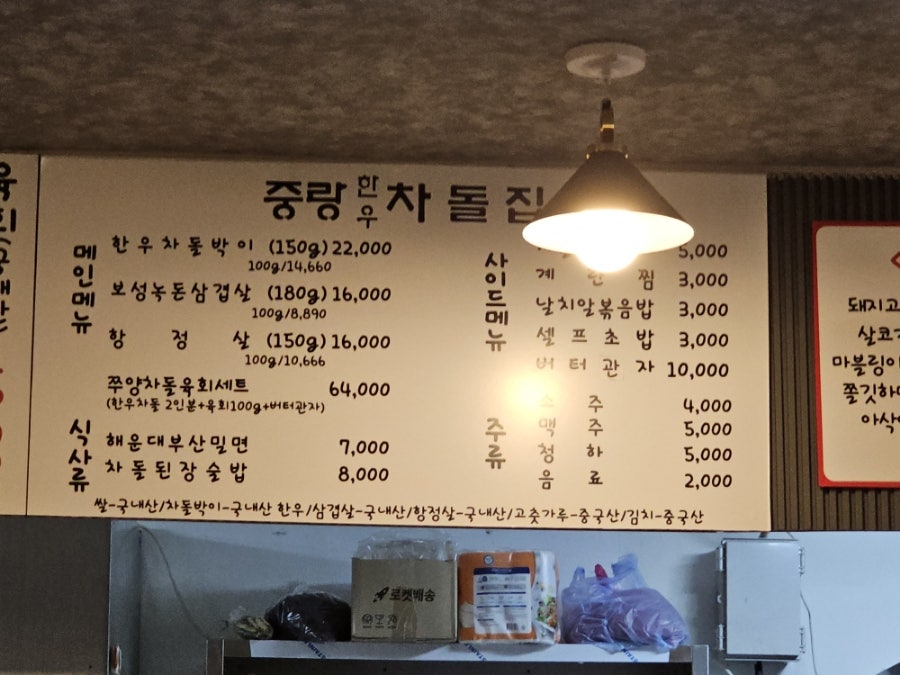 육회(국내산)
중랑 한우 차돌집
메인메뉴
한우차돌박이 (150g) 22,000
100g/14,660
보성녹돈삼겹살 (180g) 16,000
100g/8,890
항정살 (150g) 16,000
100g/10,666
쭈양차돌육회세트 64,000
(한우차돌 2인분+육회100g+버터관자)
식사류
해운대부산밀면 7,000
차돌된장술밥 8,000
사이드메뉴
5,000
계란찜 3,000
날치알볶음밥 3,000
셀프초밥 3,000
버터관자 10,000
주류
소주 4,000
맥주 5,000
청하 5,000
음료 2,000
쌀-국내산/차돌박이-국내산 한우/삼겹살-국내산/항정살-국내산/고춧가루-중국산/김치-중국산
돼지고
살코
마블링이
쫄깃하
아삭
로켓배송